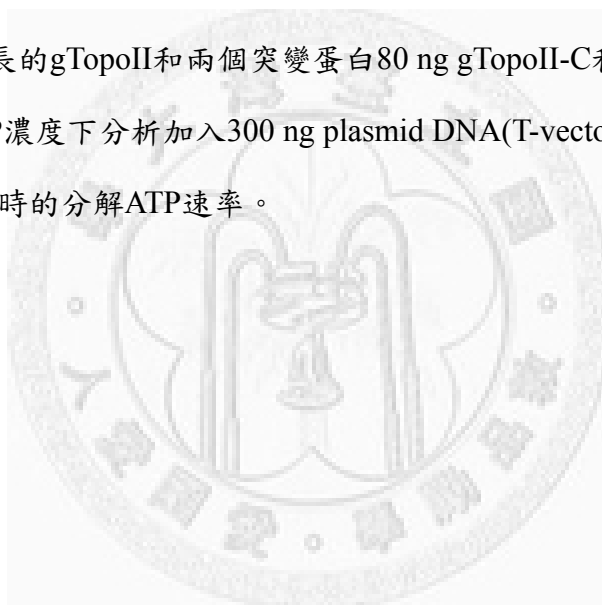 長的gTopoII和兩個突變蛋白80 ng gTopoII-C
濃度下分析加入300 ng plasmid DNA(T-vecto
時的分解ATP速率。